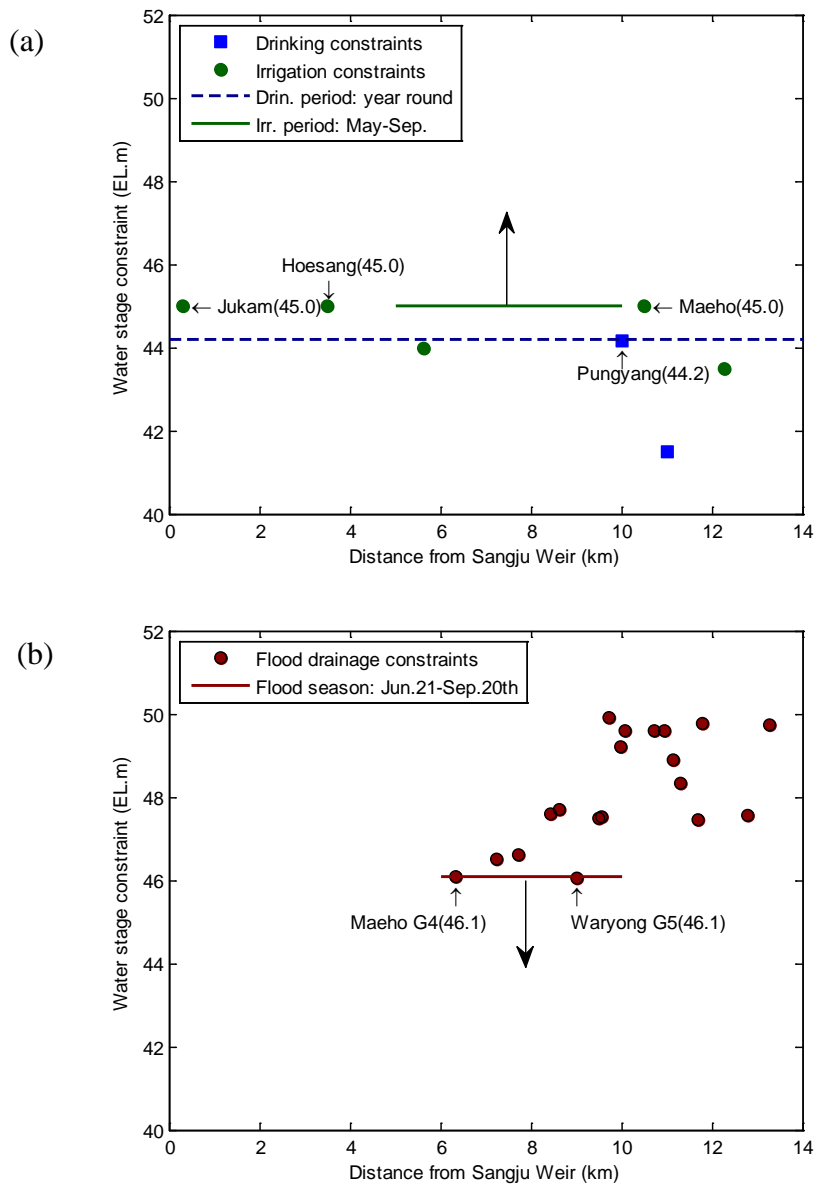 (a)
52
50
48
46
44
42
40
0 2 4 6 8 10 12 14
Water stage constraint (EL.m)
Distance from Sangju Weir (km)
Drinking constraints
Irrigation constraints
Drin. period: year round
Irr. period: May-Sep.
Hoesang(45.0)
↓
← Jukam(45.0)
← Maeho(45.0)
↑
Pungyang(44.2)
(b)
52
50
48
46
44
42
40
0 2 4 6 8 10 12 14
Water stage constraint (EL.m)
Distance from Sangju Weir (km)
Flood drainage constraints
Flood season: Jun.21-Sep.20th
↑ ↑
Maeho G4(46.1) Waryong G5(46.1)